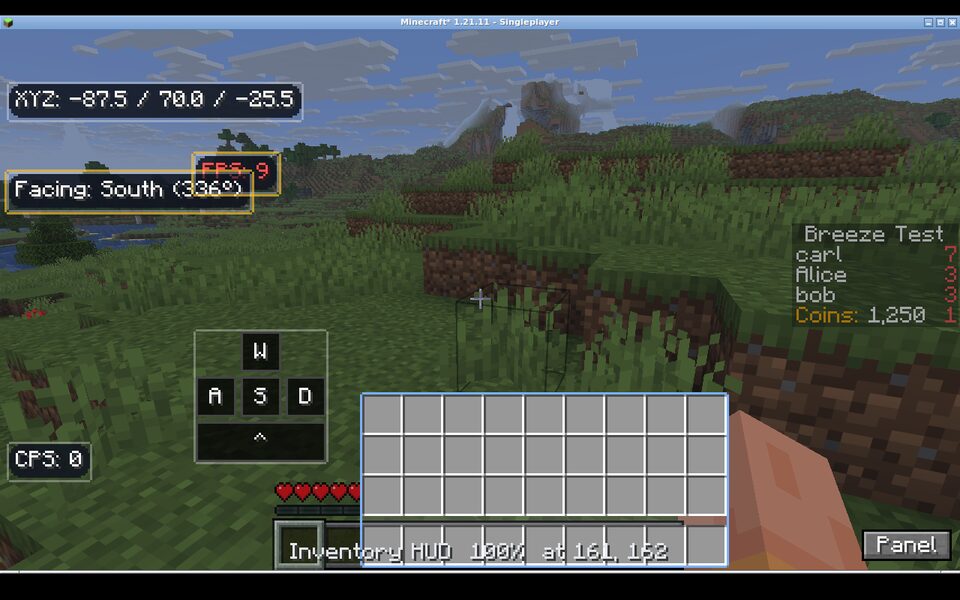 Minecraft* 1.21.11 - Singleplayer
XYZ: -87.5 / 70.0 / -25.5
FPS: 9
Facing: South (336°)
Breeze Test
carl 7
Alice 3
bob 3
Coins: 1,250 1
W
A S D
^
CPS: 0
Inventory HUD 100% at 161, 162
Panel